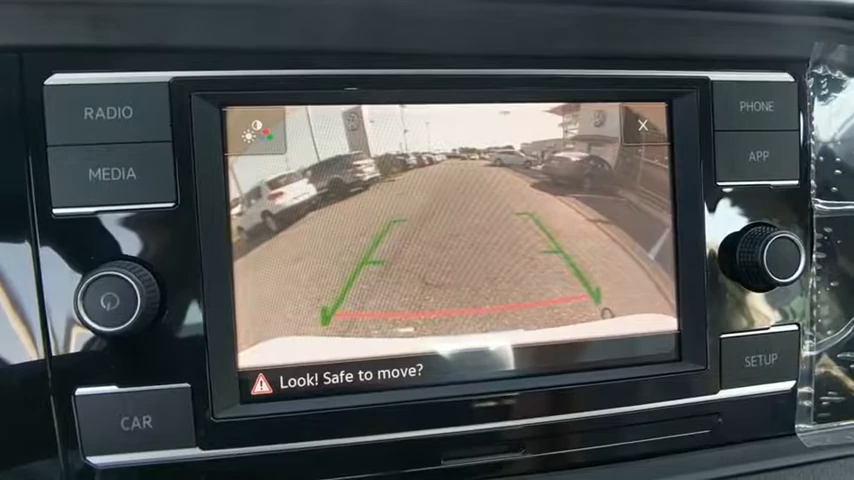 RADIO
MEDIA
CAR
PHONE
APP
SETUP
X
Look! Safe to move?